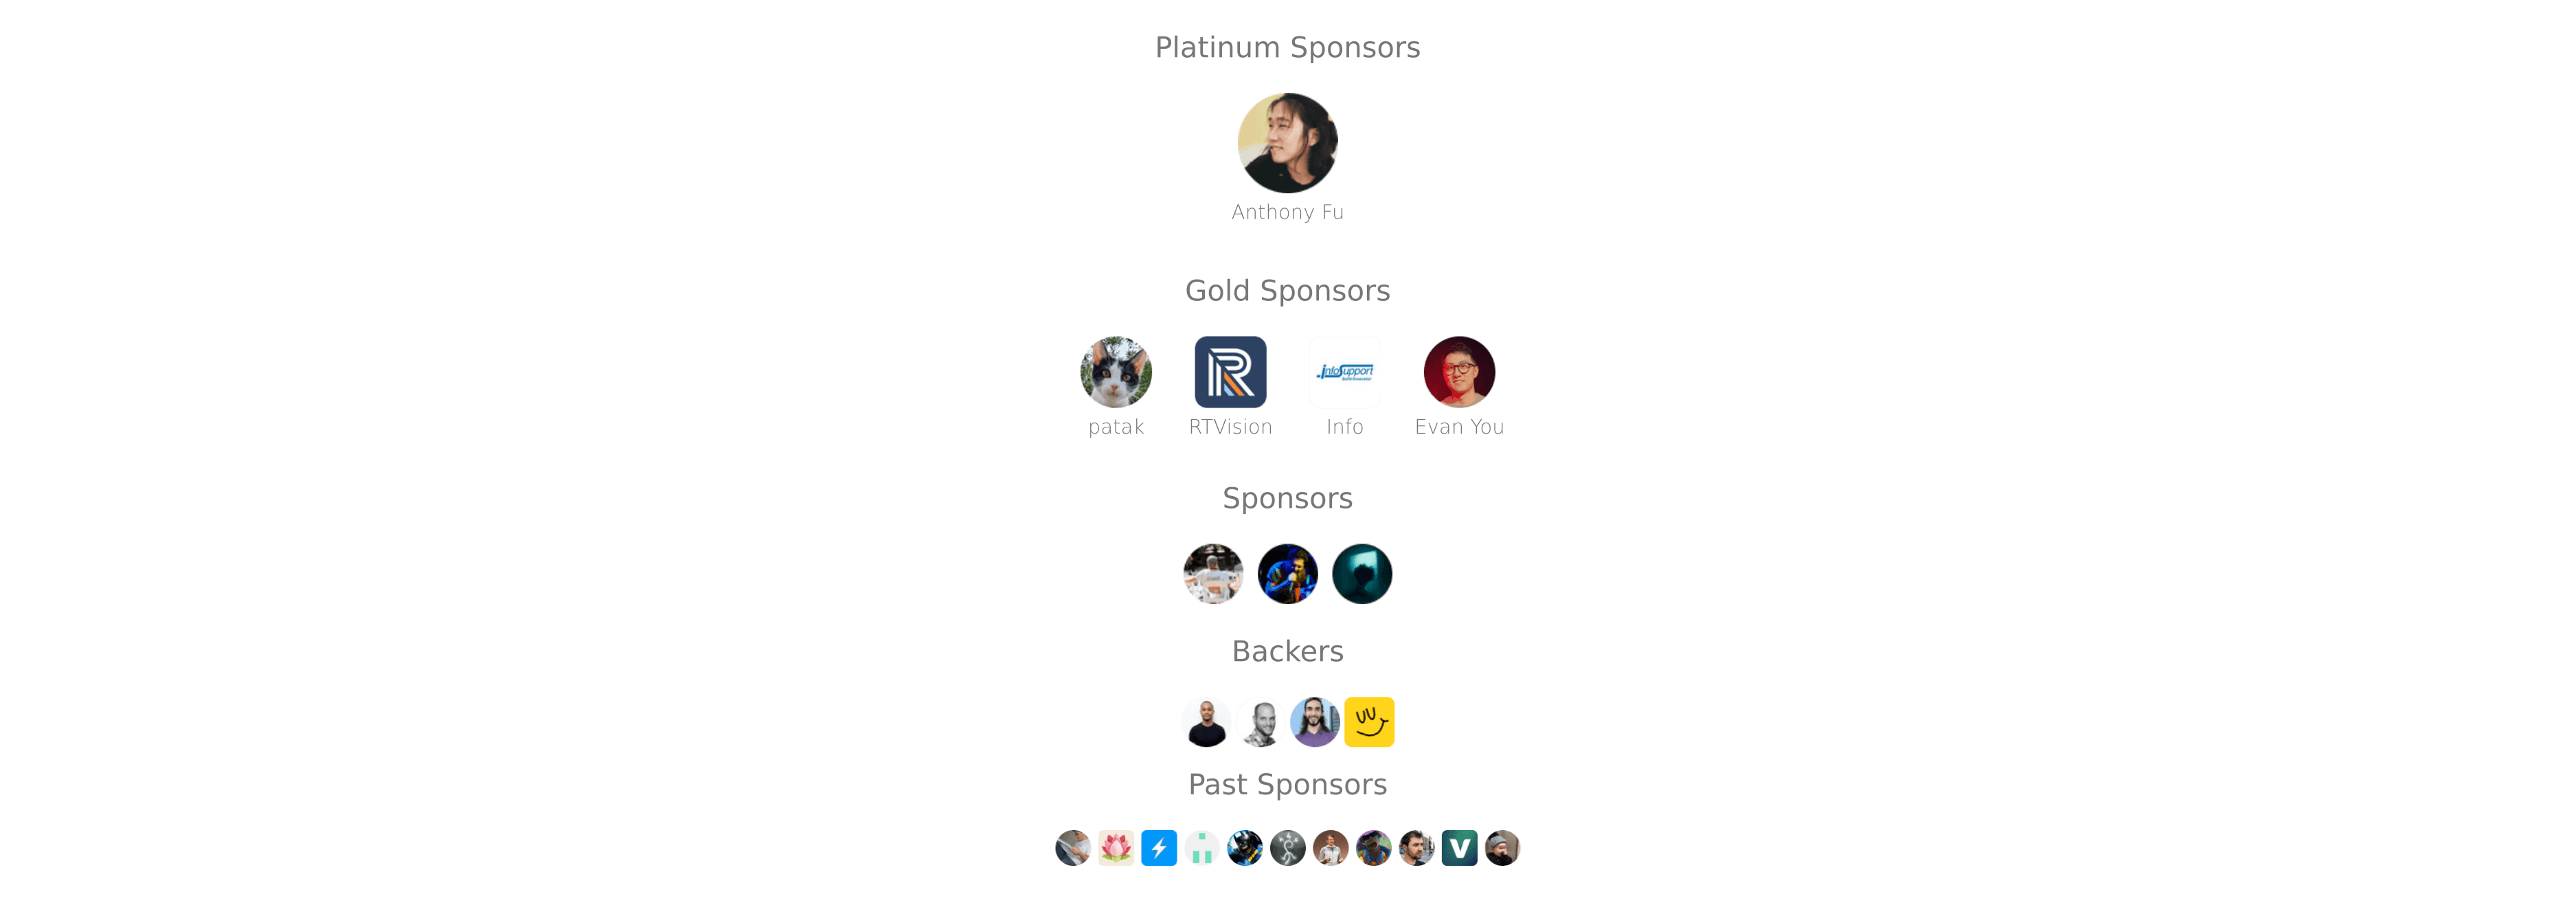 Platinum Sponsors
Anthony Fu
Gold Sponsors
InfoSupport
patak RTVision Info Evan You
Sponsors
Backers
Past Sponsors
V